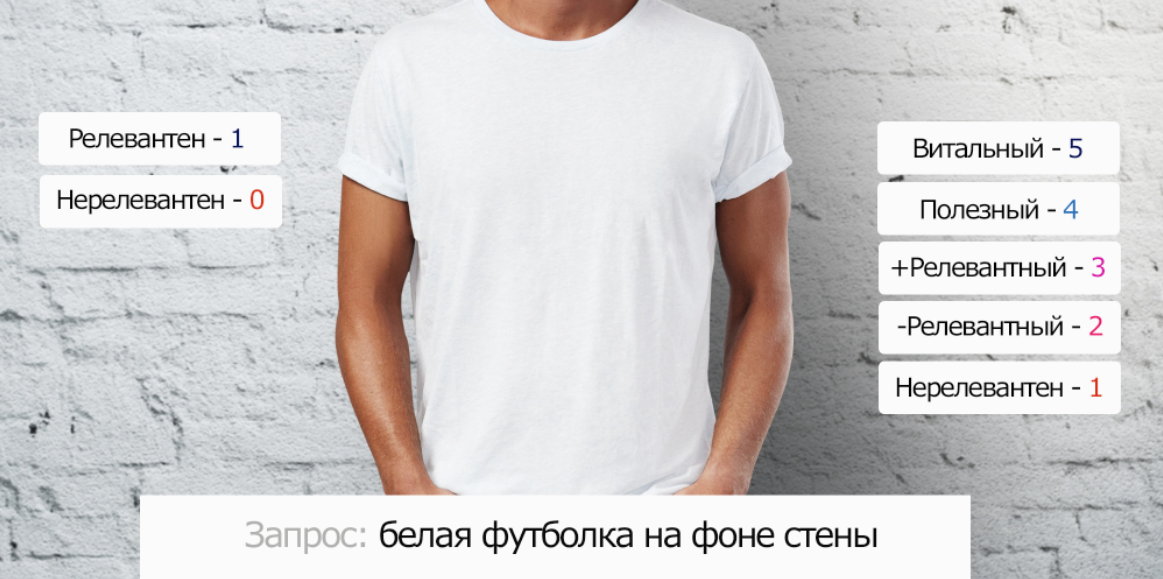 Релевантен - 1
Нерелевантен - 0
Витальный - 5
Полезный - 4
+Релевантный - 3
-Релевантный - 2
Нерелевантен - 1
Запрос: белая футболка на фоне стены